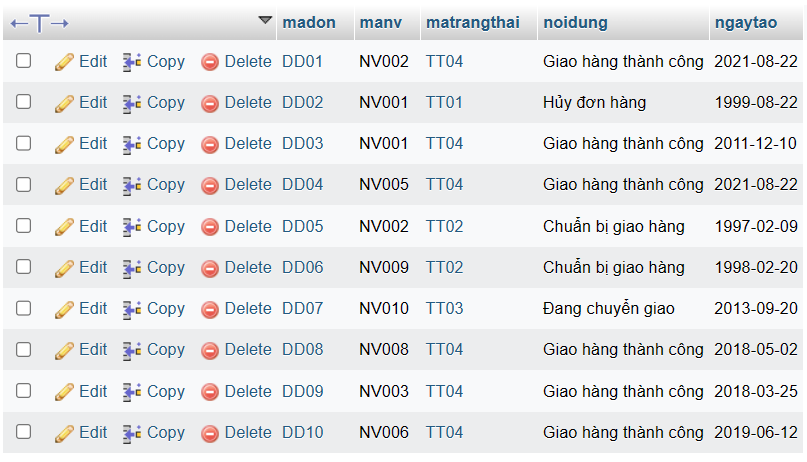 madon manv matrangthai noidung ngaytao
Edit Copy Delete DD01 NV002 TT04 Giao hàng thành công 2021-08-22
Edit Copy Delete DD02 NV001 TT01 Hủy đơn hàng 1999-08-22
Edit Copy Delete DD03 NV001 TT04 Giao hàng thành công 2011-12-10
Edit Copy Delete DD04 NV005 TT04 Giao hàng thành công 2021-08-22
Edit Copy Delete DD05 NV002 TT02 Chuẩn bị giao hàng 1997-02-09
Edit Copy Delete DD06 NV009 TT02 Chuẩn bị giao hàng 1998-02-20
Edit Copy Delete DD07 NV010 TT03 Đang chuyển giao 2013-09-20
Edit Copy Delete DD08 NV008 TT04 Giao hàng thành công 2018-05-02
Edit Copy Delete DD09 NV003 TT04 Giao hàng thành công 2018-03-25
Edit Copy Delete DD10 NV006 TT04 Giao hàng thành công 2019-06-12